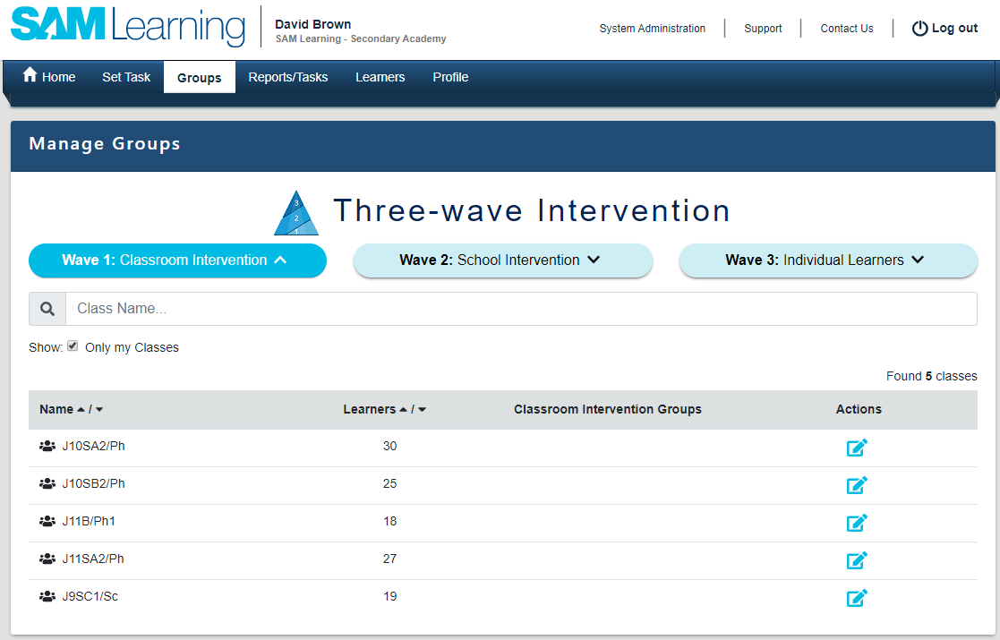 SAM Learning
David Brown
SAM Learning - Secondary Academy
System Administration
Support
Contact Us
Log out
Home
Set Task
Groups
Reports/Tasks
Learners
Profile
Manage Groups
3
2
1
Three-wave Intervention
Wave 1: Classroom Intervention
Wave 2: School Intervention
Wave 3: Individual Learners
Class Name...
Show: Only my Classes
Found 5 classes
Name / Learners / Classroom Intervention Groups Actions
J10SA2/Ph 30
J10SB2/Ph 25
J11B/Ph1 18
J11SA2/Ph 27
J9SC1/Sc 19